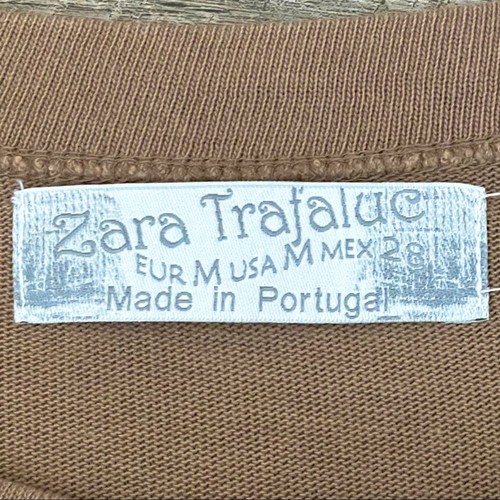 Zara Trafaluc
EUR M USA M MEX 28
Made in Portugal